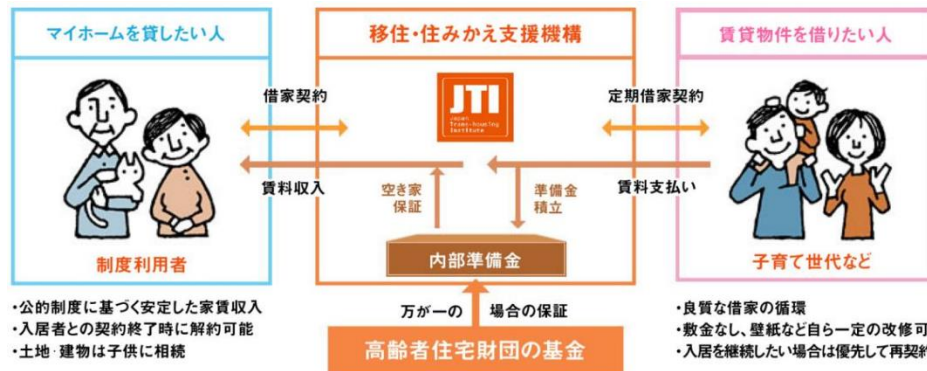 マイホームを貸したい人
移住・住みかえ支援機構
賃貸物件を借りたい人
JTI
Japan
Trans-housing
Institute
借家契約
定期借家契約
賃料収入
賃料支払い
空き家
保証
準備金
積立
内部準備金
制度利用者
子育て世代など
・公的制度に基づく安定した家賃収入
・入居者との契約終了時に解約可能
・土地・建物は子供に相続
万が一の 場合の保証
高齢者住宅財団の基金
・良質な借家の循環
・敷金なし、壁紙など自ら一定の改修可
・入居を継続したい場合は優先して再契約